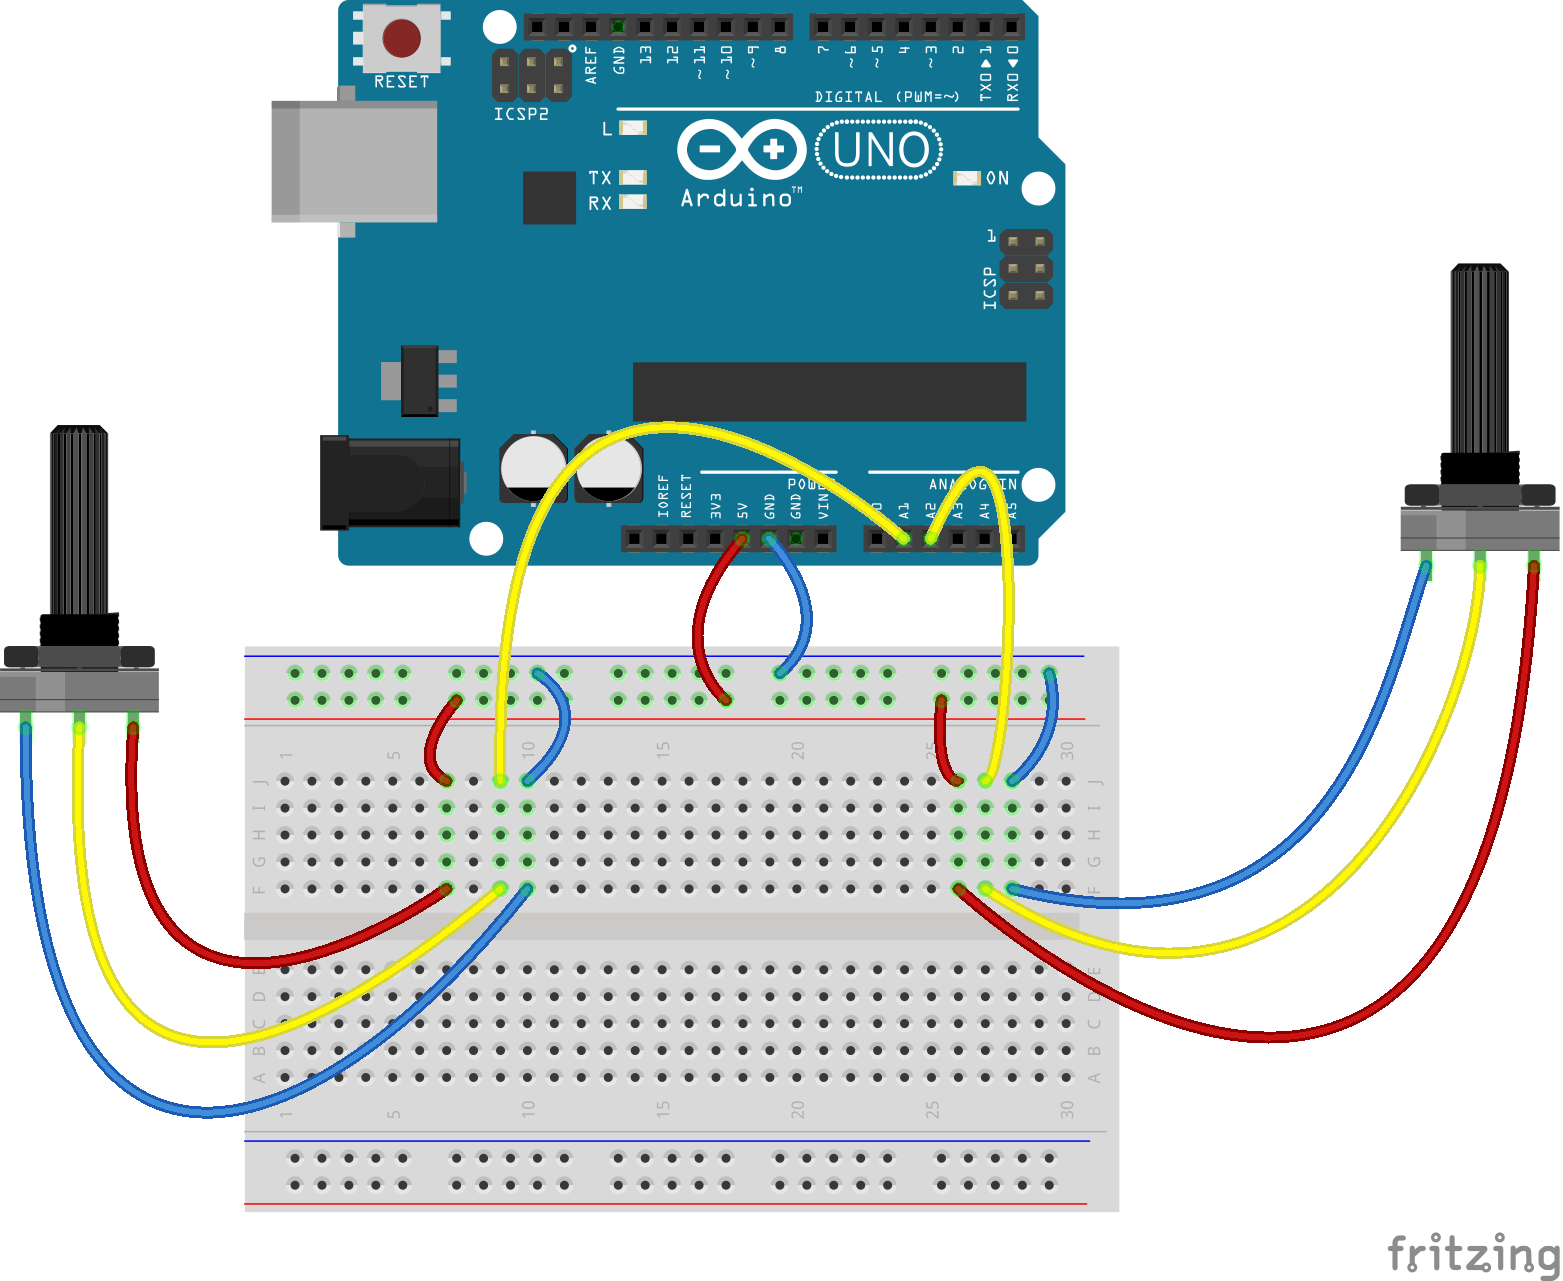 RESET
ICSP2
AREF
GND
13
12
~11
~10
~9
8
7
~6
~5
4
~3
2
TX0▶1
RX0◀0
DIGITAL (PWM=~)
L
TX
RX
ON
UNO
Arduino™
1
ICSP
POWER
ANALOG IN
IOREF
RESET
3V3
5V
GND
GND
VIN
0
A1
A2
A3
A4
A5
1 5 10 15 20 25 30
J J
I I
H H
G G
F F
E E
D D
C C
B B
A A
1 5 10 15 20 25 30
fritzing